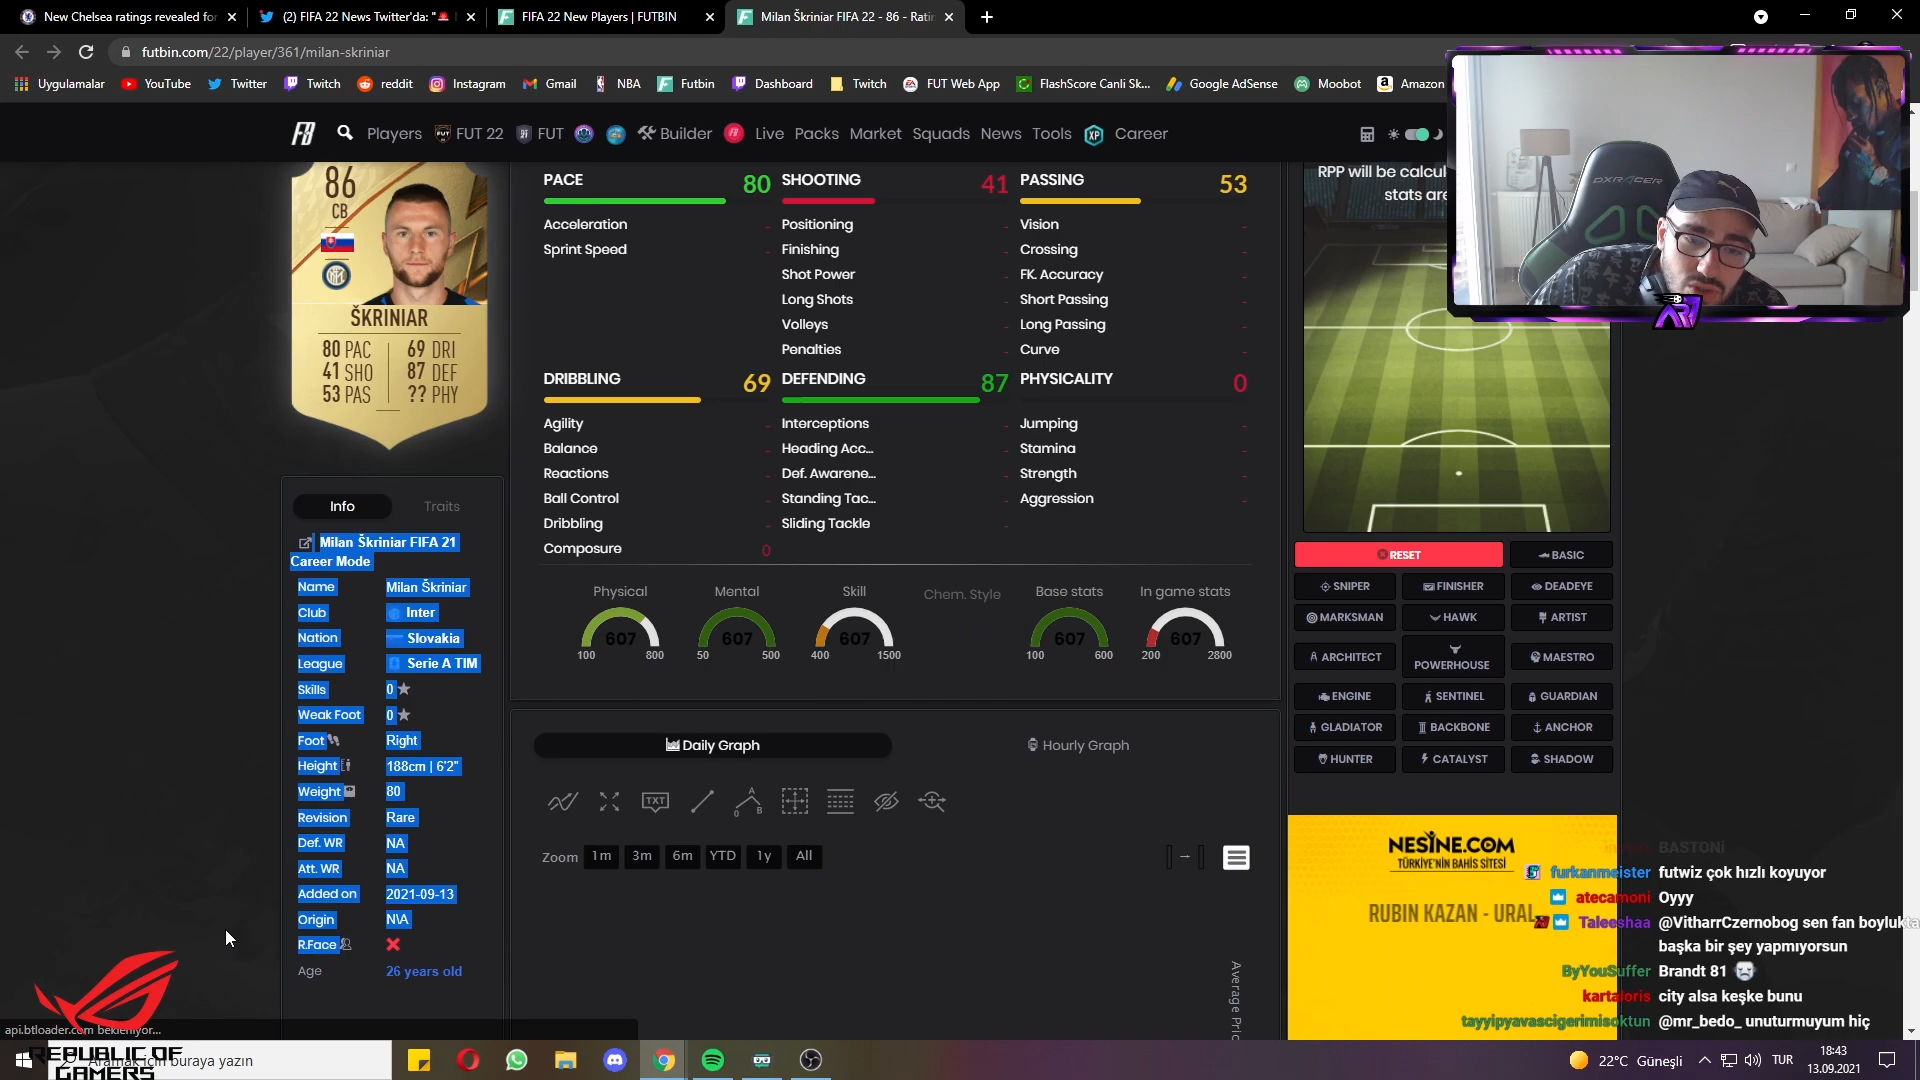 New Chelsea ratings revealed for
(2) FIFA 22 News Twitter'da: "
FIFA 22 New Players | FUTBIN
Milan Škriniar FIFA 22 - 86 - Ratin
futbin.com/22/player/361/milan-skriniar
Uygulamalar YouTube Twitter Twitch reddit Instagram Gmail NBA Futbin Dashboard Twitch FUT Web App FlashScore Canli Sk... Google AdSense Moobot Amazon
Players FUT 22 FUT Builder Live Packs Market Squads News Tools Career
86
CB
ŠKRINIAR
80 PAC 69 DRI
41 SHO 87 DEF
53 PAS ?? PHY
PACE 80 SHOOTING 41 PASSING 53
Acceleration - Positioning - Vision -
Sprint Speed - Finishing - Crossing -
Shot Power - FK. Accuracy -
Long Shots - Short Passing -
Volleys - Long Passing -
Penalties - Curve -
DRIBBLING 69 DEFENDING 87 PHYSICALITY 0
Agility - Interceptions - Jumping -
Balance - Heading Acc... - Stamina -
Reactions - Def. Awarene... - Strength -
Ball Control - Standing Tac... - Aggression -
Dribbling - Sliding Tackle -
Composure 0
Physical Mental Skill Chem. Style Base stats In game stats
607 607 607 607 607
100 800 50 500 400 1500 100 600 200 2800
Info Traits
Milan Škriniar FIFA 21
Career Mode
Name Milan Škriniar
Club Inter
Nation Slovakia
League Serie A TIM
Skills 0
Weak Foot 0
Foot Right
Height 188cm | 6'2"
Weight 80
Revision Rare
Def. WR NA
Att. WR NA
Added on 2021-09-13
Origin N\A
R.Face
Age 26 years old
Daily Graph Hourly Graph
TXT
A
0 B
Zoom 1m 3m 6m YTD 1y All
→
Average Pric
RPP will be calcul
stats are
DXRACER
RESET BASIC
SNIPER FINISHER DEADEYE
MARKSMAN HAWK ARTIST
ARCHITECT POWERHOUSE MAESTRO
ENGINE SENTINEL GUARDIAN
GLADIATOR BACKBONE ANCHOR
HUNTER CATALYST SHADOW
NESINE.COM
TÜRKİYE'NİN BAHİS SİTESİ
RUBIN KAZAN - URAL
BASTONi
furkanmeister futwiz çok hızlı koyuyor
atecamoni Oyyy
Taleeshaa @VitharrCzernobog sen fan boylukta
başka bir şey yapmıyorsun
ByYouSuffer Brandt 81
kartaloris city alsa keşke bunu
tayyipyavascigerimisoktun @mr_bedo_ unuturmuyum hiç
api.btloader.com bekleniyor...
REPUBLIC OF
GAMERS
Aramak için buraya yazın
22°C Güneşli
TUR
18:43
13.09.2021